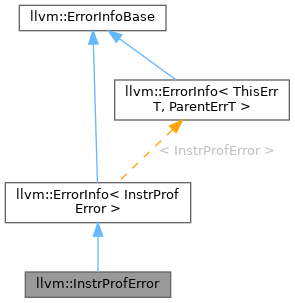 llvm::ErrorInfoBase
llvm::ErrorInfo< ThisErr
T, ParentErrT >
< InstrProfError >
llvm::ErrorInfo< InstrProf
Error >
llvm::InstrProfError